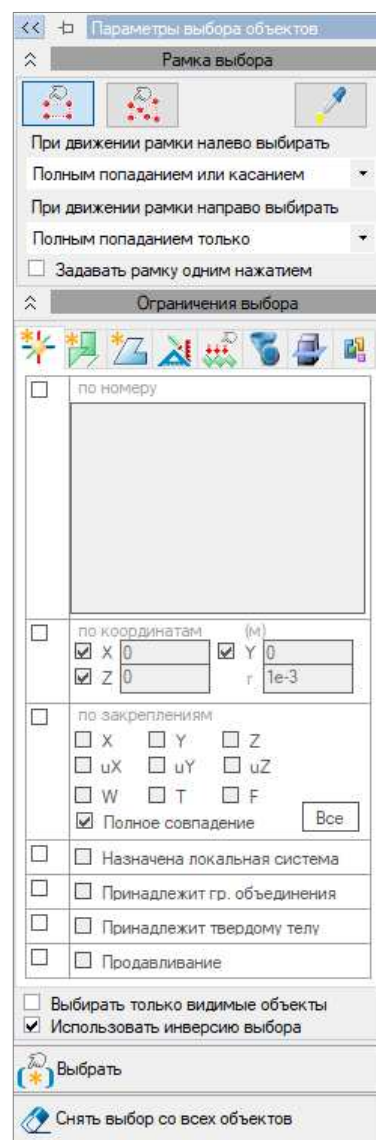 << Параметры выбора объектов
Рамка выбора
При движении рамки налево выбирать
Полным попаданием или касанием
При движении рамки направо выбирать
Полным попаданием только
Задавать рамку одним нажатием
Ограничения выбора
по номеру
по координатам (м)
X 0 Y 0
Z 0 r 1e-3
по закреплениям
X Y Z
uX uY uZ
W T F
Полное совпадение Все
Назначена локальная система
Принадлежит гр. объединения
Принадлежит твердому телу
Продавливание
Выбирать только видимые объекты
Использовать инверсию выбора
Выбрать
Снять выбор со всех объектов